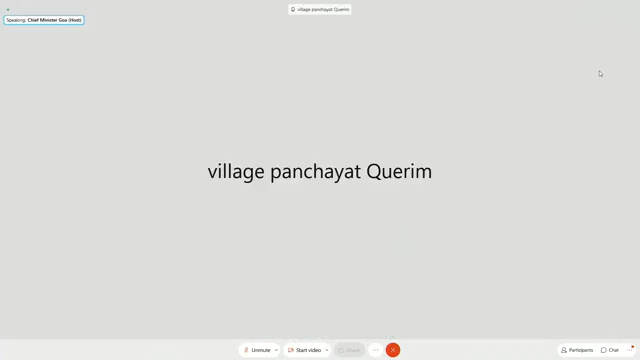 village panchayat Querim
Speaking: Chief Minister Goa (Host)
village panchayat Querim
Unmute
Start video
Share
Participants
Chat